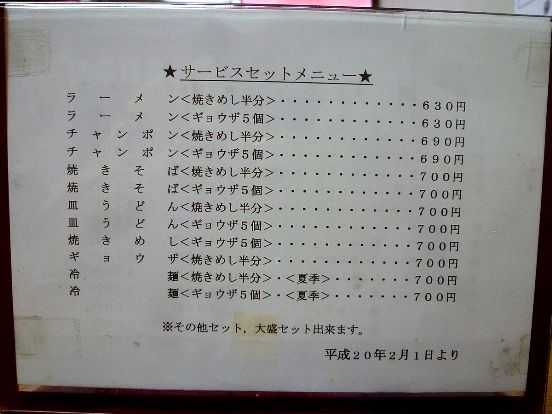 ★サービスセットメニュー★
ラーメン<焼きめし半分>・・・・・・・・・・・・・・630円
ラーメン<ギョウザ5個>・・・・・・・・・・・・・・630円
チャンポン<焼きめし半分>・・・・・・・・・・・・・690円
チャンポン<ギョウザ5個>・・・・・・・・・・・・・690円
焼きそば<焼きめし半分>・・・・・・・・・・・・・700円
焼きそば<ギョウザ5個>・・・・・・・・・・・・・700円
皿うどん<焼きめし半分>・・・・・・・・・・・・・700円
皿うどん<ギョウザ5個>・・・・・・・・・・・・・700円
焼きめし<ギョウザ5個>・・・・・・・・・・・・・700円
ギョウザ<焼きめし半分>・・・・・・・・・・・・・700円
冷麺<焼きめし半分>・<夏季>・・・・・・・700円
冷麺<ギョウザ5個>・<夏季>・・・・・・・700円
※その他セット，大盛セット出来ます。
平成20年2月1日より